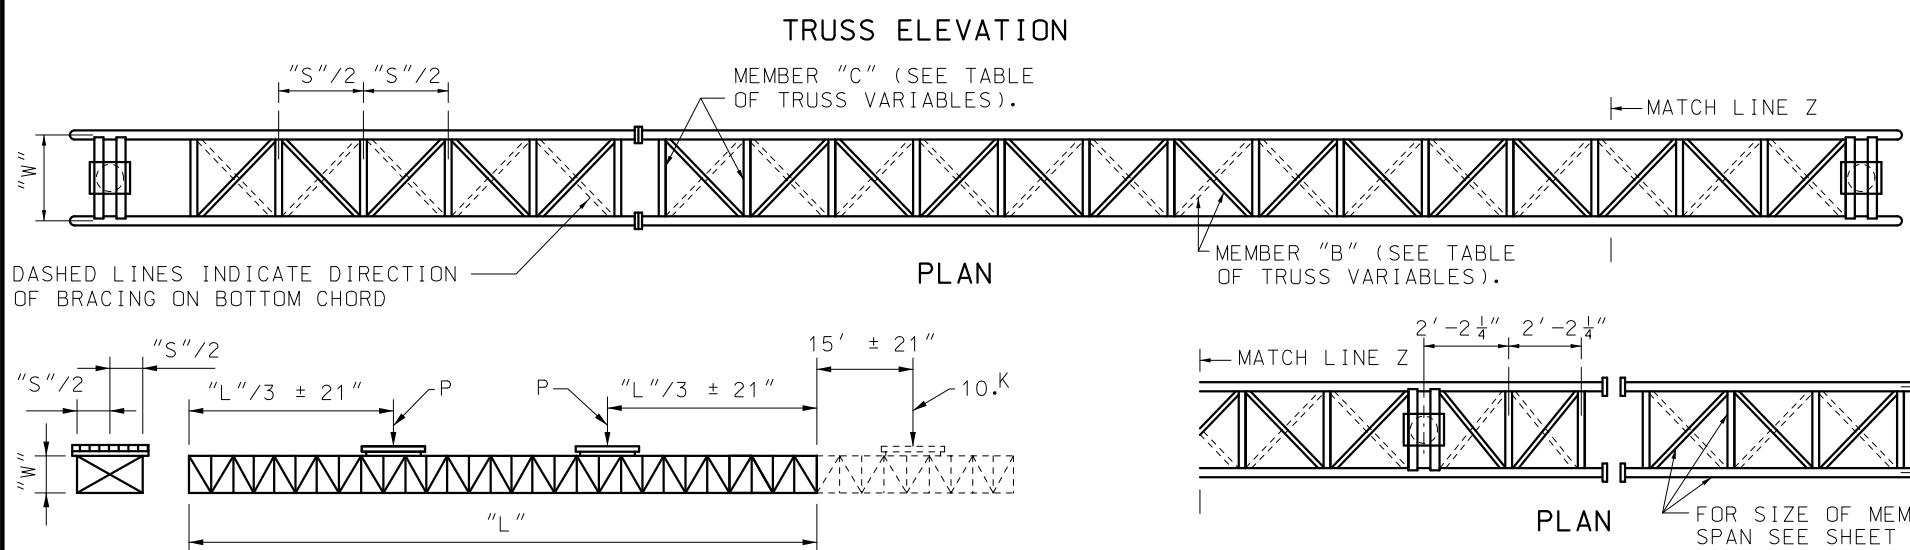 TRUSS ELEVATION
"S"/2 "S"/2
MEMBER "C" (SEE TABLE
OF TRUSS VARIABLES).
MATCH LINE Z
"W"
DASHED LINES INDICATE DIRECTION
OF BRACING ON BOTTOM CHORD
PLAN
MEMBER "B" (SEE TABLE
OF TRUSS VARIABLES).
"S"/2
"S"/2
"W"
"L"/3 ± 21"
P
P
"L"/3 ± 21"
15' ± 21"
10.K
"L"
MATCH LINE Z
2'-2 1/4" 2'-2 1/4"
PLAN
FOR SIZE OF MEM
SPAN SEE SHEET